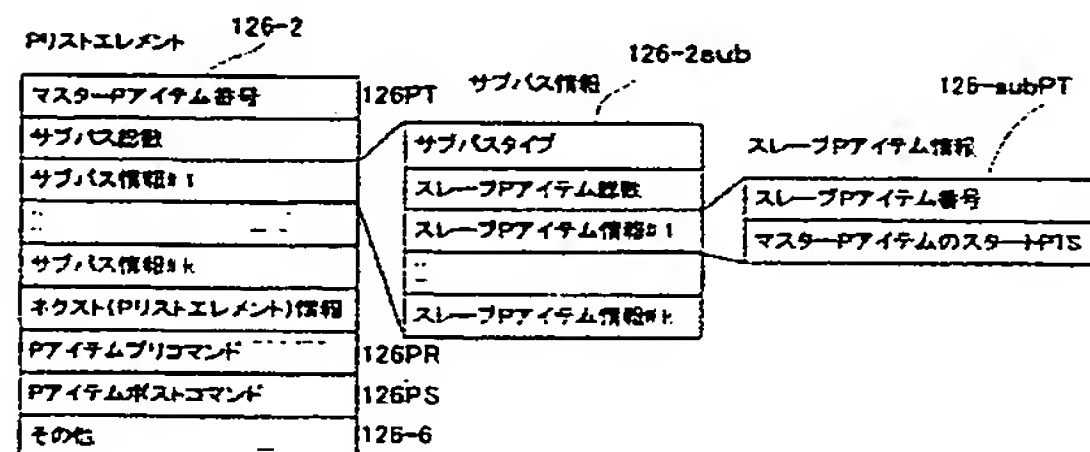 Pリストエレメント 126-2
マスターPアイテム番号 126PT
サブパス総数
サブパス情報#1
サブパス情報#k
ネクスト(Pリストエレメント)情報
Pアイテムプリコマンド 126PR
Pアイテムポストコマンド 126PS
その他 126-6
サブパス情報 126-2sub
サブパスタイプ
スレーブPアイテム総数
スレーブPアイテム情報#1
スレーブPアイテム情報#k
スレーブPアイテム情報 126-subPT
スレーブPアイテム番号
マスターPアイテムのスタートPTS